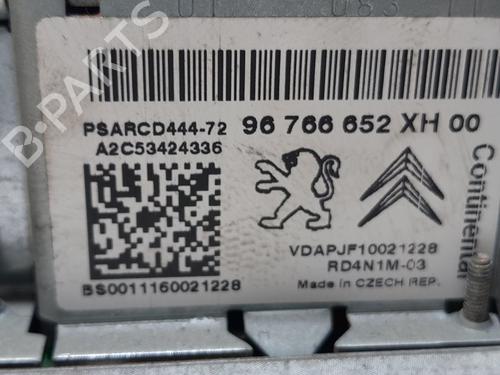 PSARCD444-72 96 766 652 XH 00
A2C53424336
Continental
VDAPJF10021228
RD4N1M-03
Made in CZECH REP.
BS0011160021228
B-PARTS